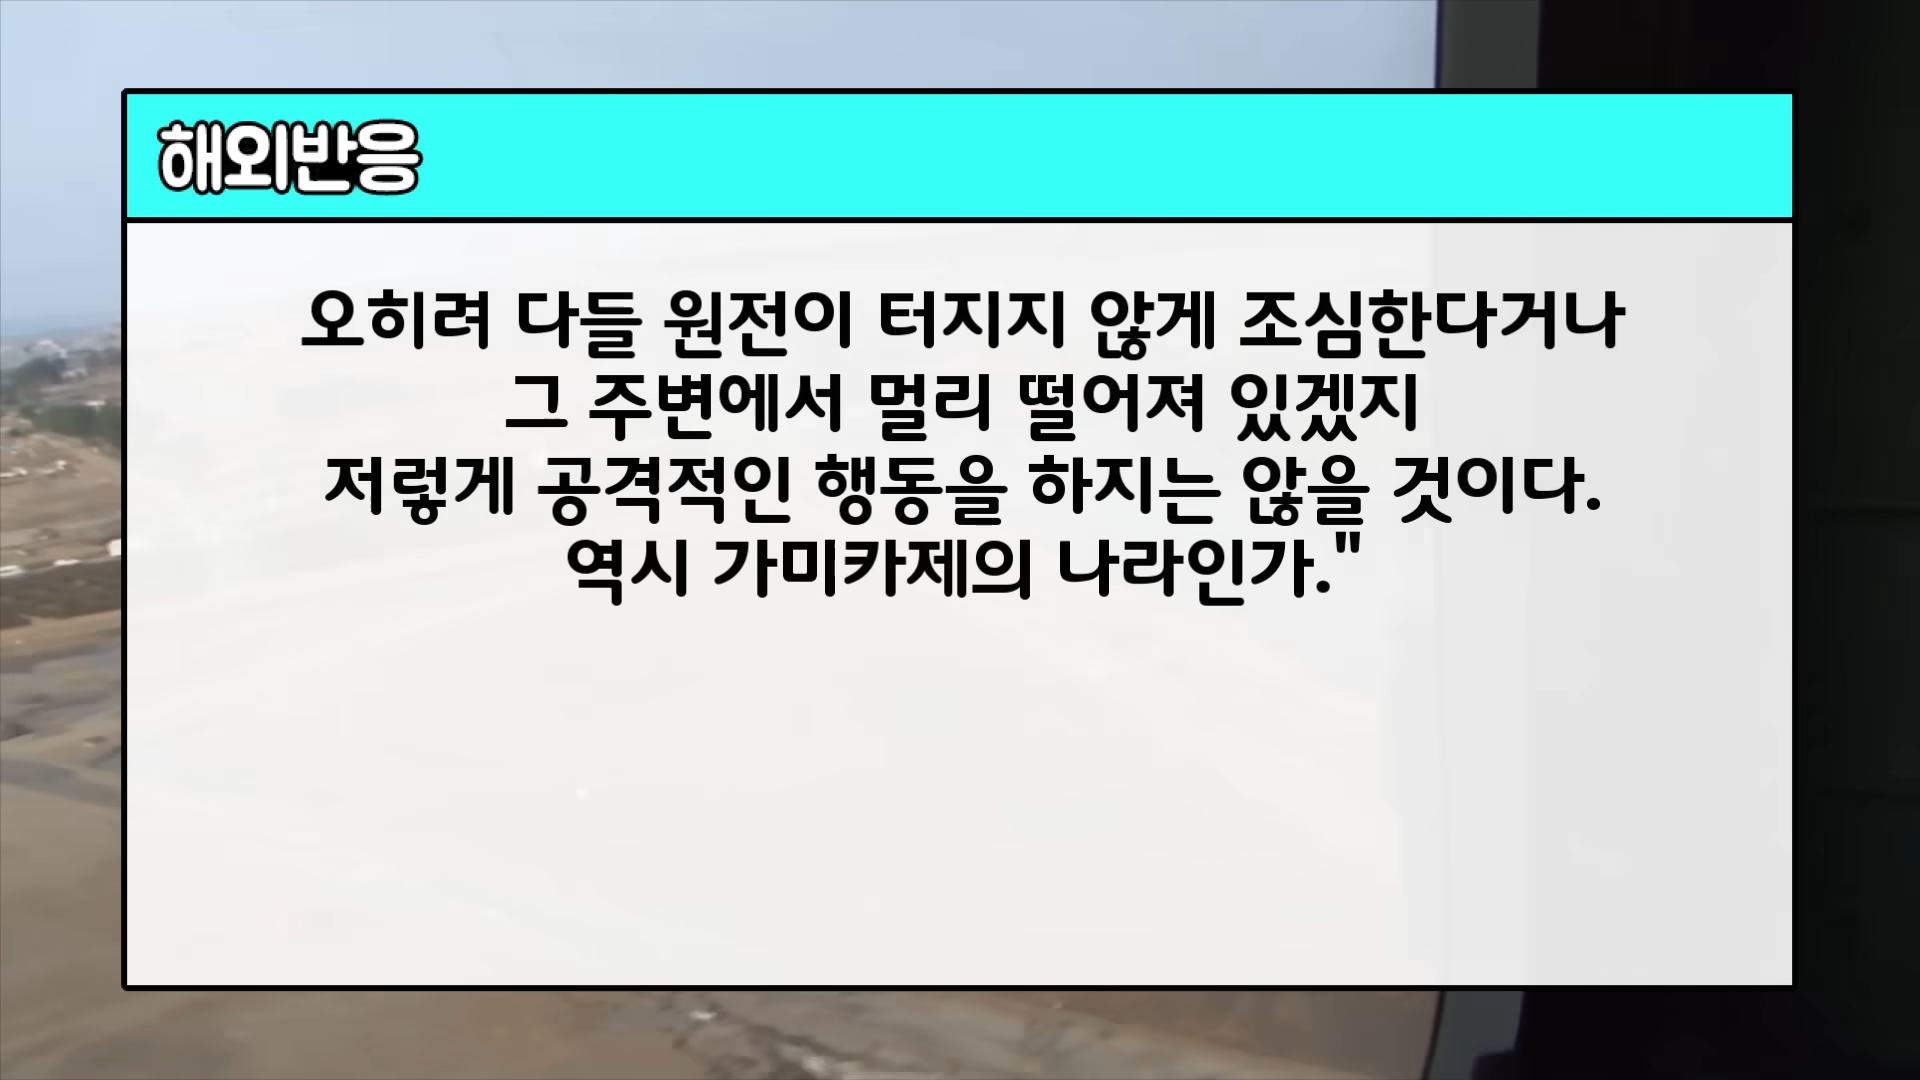 해외반응
오히려 다들 원전이 터지지 않게 조심한다거나
그 주변에서 멀리 떨어져 있겠지
저렇게 공격적인 행동을 하지는 않을 것이다.
역시 가미카제의 나라인가."